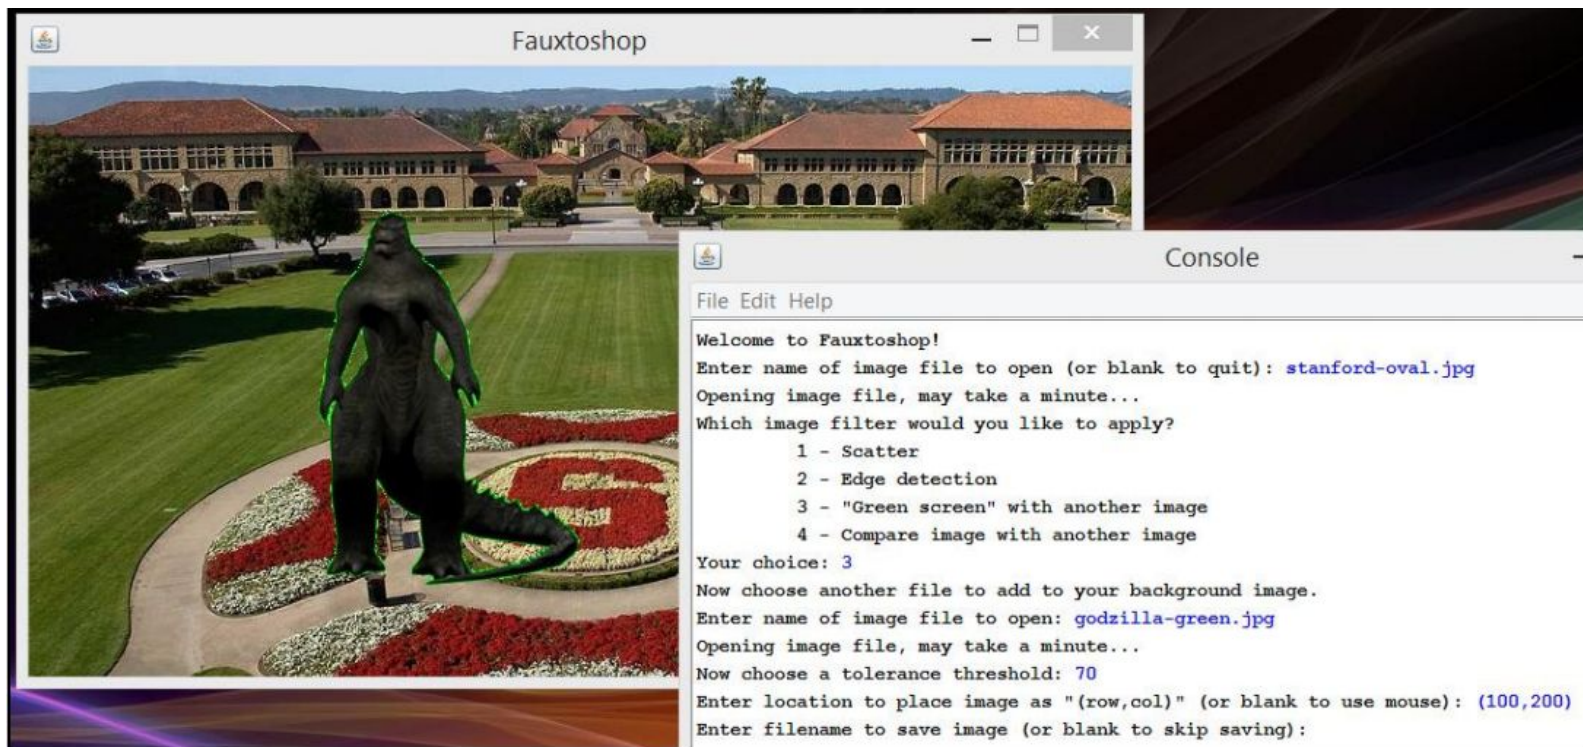 Fauxtoshop
Console
File Edit Help
Welcome to Fauxtoshop!
Enter name of image file to open (or blank to quit): stanford-oval.jpg
Opening image file, may take a minute...
Which image filter would you like to apply?
1 - Scatter
2 - Edge detection
3 - "Green screen" with another image
4 - Compare image with another image
Your choice: 3
Now choose another file to add to your background image.
Enter name of image file to open: godzilla-green.jpg
Opening image file, may take a minute...
Now choose a tolerance threshold: 70
Enter location to place image as "(row,col)" (or blank to use mouse): (100,200)
Enter filename to save image (or blank to skip saving):
S